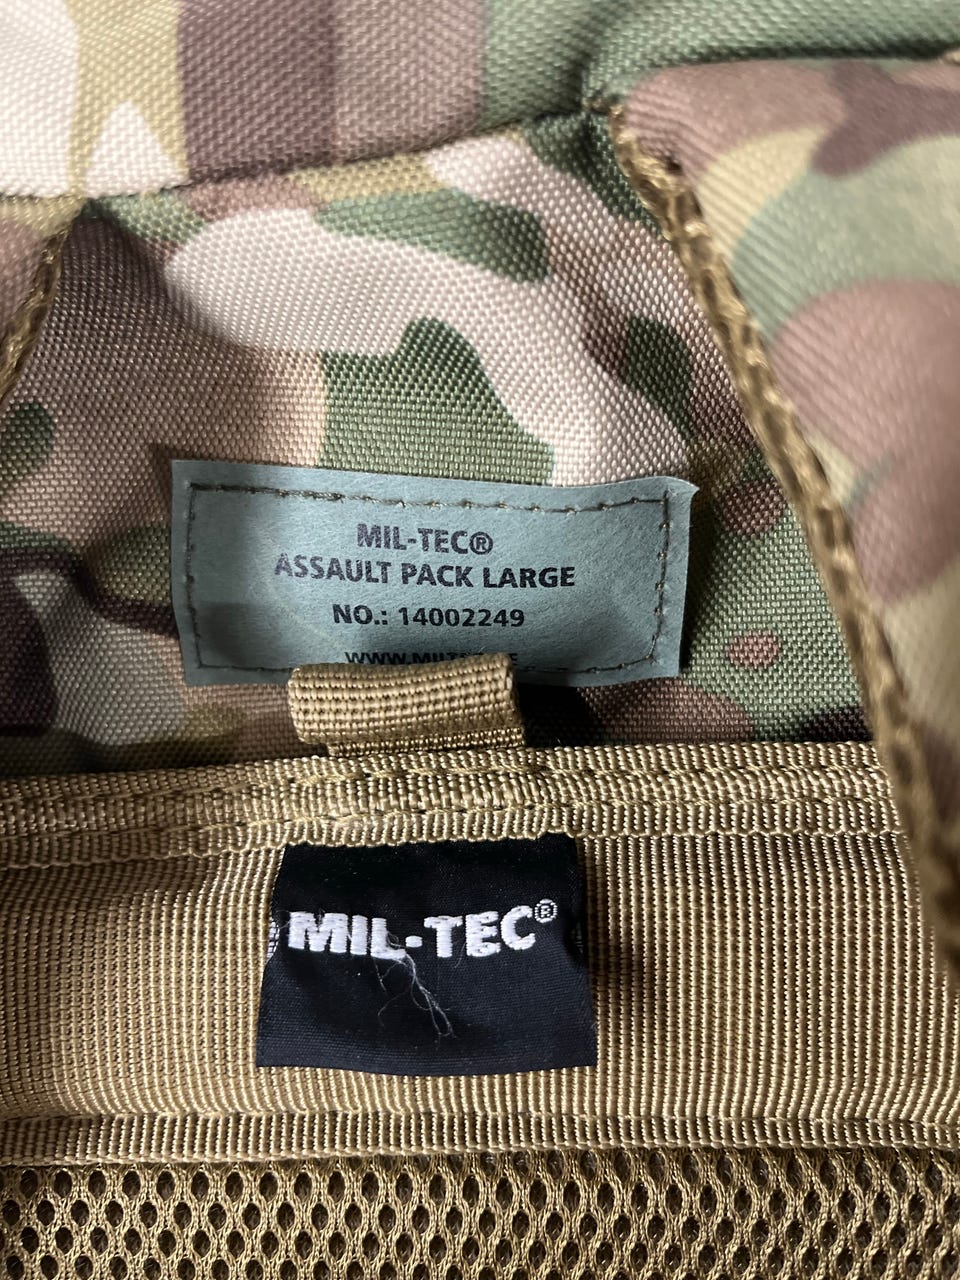 MIL-TEC®
ASSAULT PACK LARGE
NO.: 14002249
MIL-TEC®